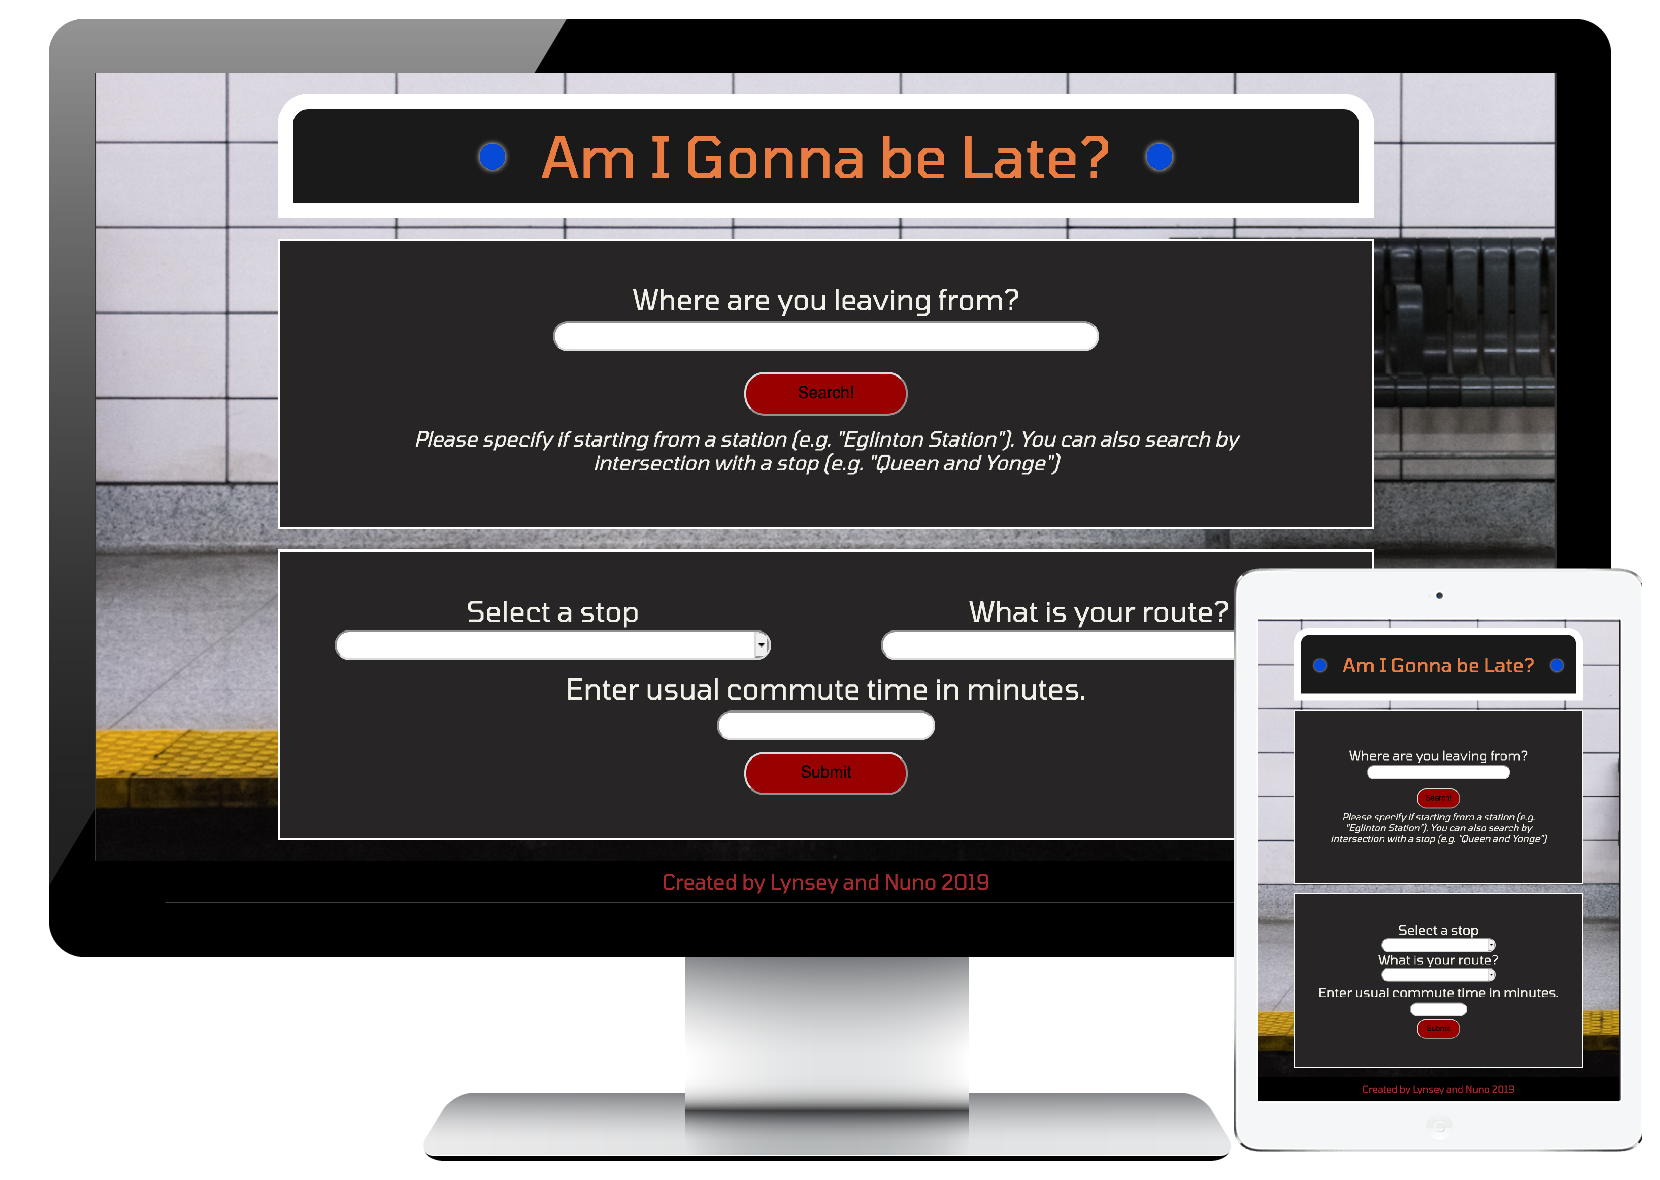 Am I Gonna be Late?
Where are you leaving from?
Search!
Please specify if starting from a station (e.g. "Eglinton Station"). You can also search by
intersection with a stop (e.g. "Queen and Yonge")
Select a stop
What is your route?
Enter usual commute time in minutes.
Submit
Created by Lynsey and Nuno 2019
Am I Gonna be Late?
Where are you leaving from?
Search!
Please specify if starting from a station (e.g.
"Eglinton Station"). You can also search by
intersection with a stop (e.g. "Queen and Yonge")
Select a stop
What is your route?
Enter usual commute time in minutes.
Submit
Created by Lynsey and Nuno 2019